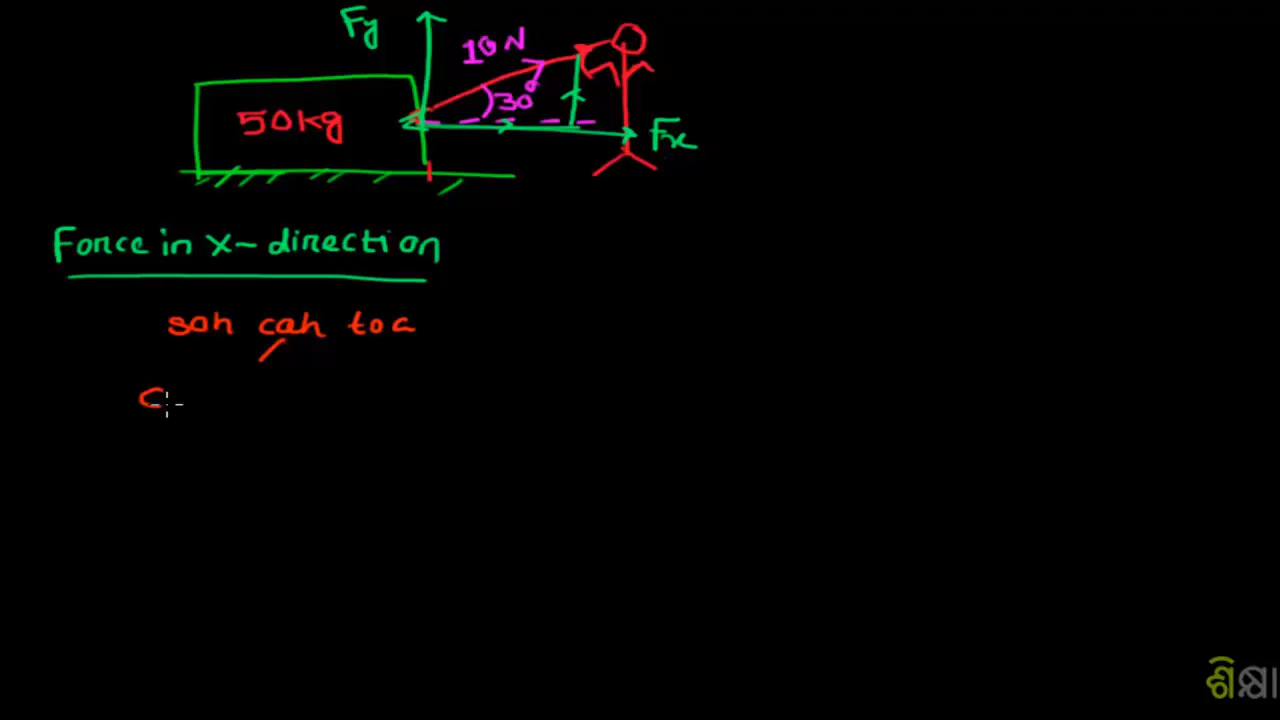 Fy
10 N
30°
50kg
Fx
Force in X- direction
soh cah toa
C
ଶିକ୍ଷା